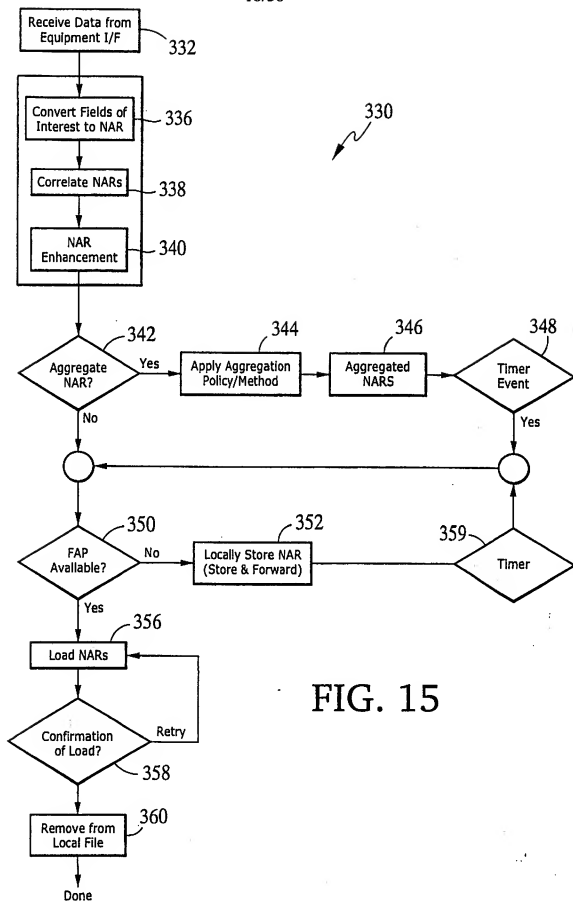 Receive Data from
Equipment I/F
332
Convert Fields of
Interest to NAR
336
330
Correlate NARs
338
NAR
Enhancement
340
342
344
346
348
Aggregate
NAR?
Yes
Apply Aggregation
Policy/Method
Aggregated
NARS
Timer
Event
No
Yes
350
352
359
FAP
Available?
No
Locally Store NAR
(Store & Forward)
Timer
Yes
356
Load NARs
FIG. 15
Confirmation
of Load?
Retry
358
360
Remove from
Local File
Done